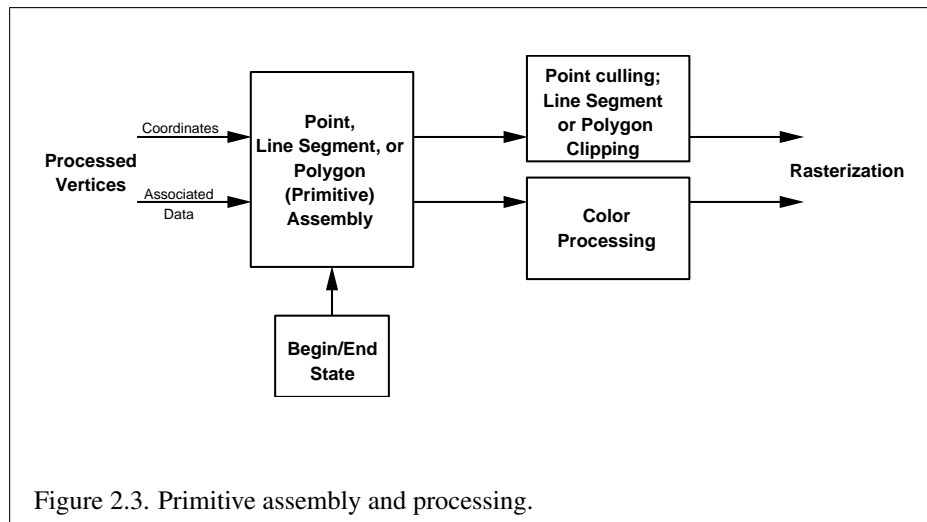 Coordinates
Processed
Vertices
Associated
Data
Point,
Line Segment, or
Polygon
(Primitive)
Assembly
Begin/End
State
Point culling;
Line Segment
or Polygon
Clipping
Color
Processing
Rasterization
Figure 2.3. Primitive assembly and processing.